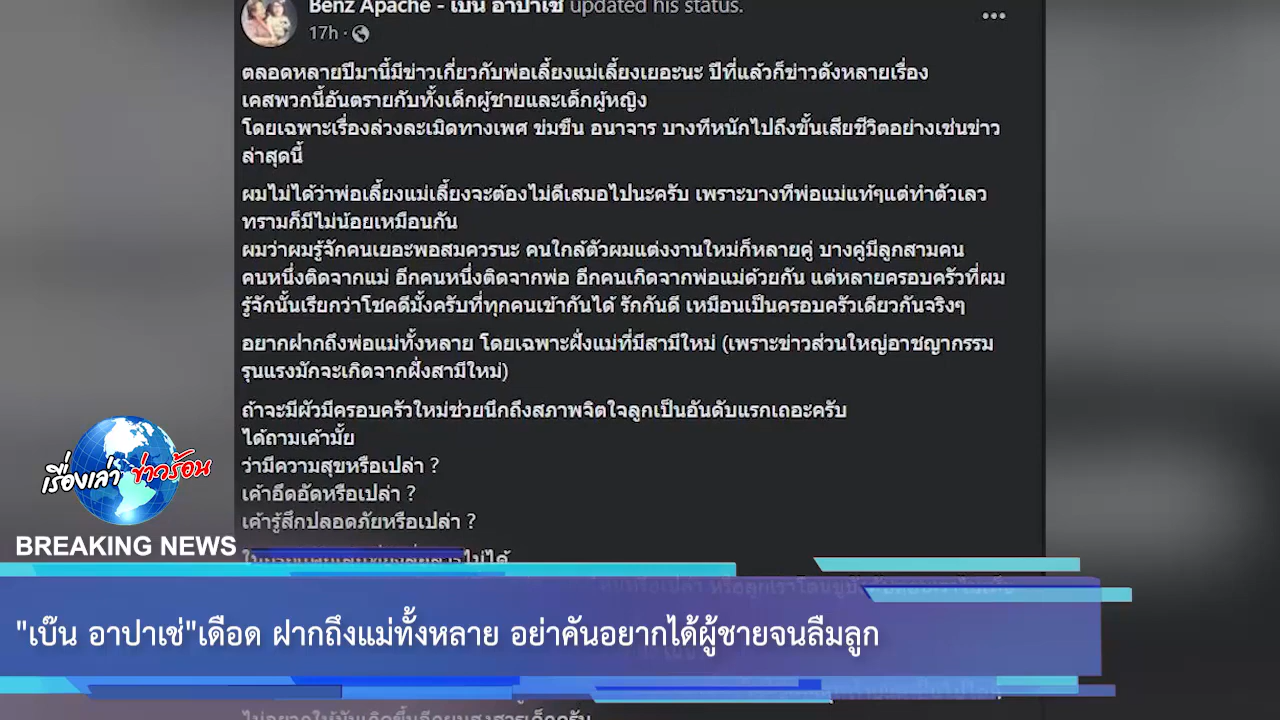 Benz Apache - เบ๊น อาปาเช่ updated his status.
17h ·
ตลอดหลายปีมานี้มีข่าวเกี่ยวกับพ่อเลี้ยงแม่เลี้ยงเยอะนะ ปีที่แล้วก็ข่าวดังหลายเรื่อง
เคสพวกนี้อันตรายกับทั้งเด็กผู้ชายและเด็กผู้หญิง
โดยเฉพาะเรื่องล่วงละเมิดทางเพศ ข่มขืน อนาจาร บางทีหนักไปถึงขั้นเสียชีวิตอย่างเช่นข่าว
ล่าสุดนี้
ผมไม่ได้ว่าพ่อเลี้ยงแม่เลี้ยงจะต้องไม่ดีเสมอไปนะครับ เพราะบางทีพ่อแม่แท้ๆแต่ทำตัวเลว
ทรามก็มีไม่น้อยเหมือนกัน
ผมว่าผมรู้จักคนเยอะพอสมควรนะ คนใกล้ตัวผมแต่งงานใหม่ก็หลายคู่ บางคู่มีลูกสามคน
คนหนึ่งติดจากแม่ อีกคนหนึ่งติดจากพ่อ อีกคนเกิดจากพ่อแม่ด้วยกัน แต่หลายครอบครัวที่ผม
รู้จักนั้นเรียกว่าโชคดีมั้งครับที่ทุกคนเข้ากันได้ รักกันดี เหมือนเป็นครอบครัวเดียวกันจริงๆ
อยากฝากถึงพ่อแม่ทั้งหลาย โดยเฉพาะฝั่งแม่ที่มีสามีใหม่ (เพราะข่าวส่วนใหญ่อาชญากรรม
รุนแรงมักจะเกิดจากฝั่งสามีใหม่)
ถ้าจะมีผัวมีครอบครัวใหม่ช่วยนึกถึงสภาพจิตใจลูกเป็นอันดับแรกเถอะครับ
ได้ถามเค้ามั้ย
ว่ามีความสุขหรือเปล่า ?
เค้าอึดอัดหรือเปล่า ?
เค้ารู้สึกปลอดภัยหรือเปล่า ?
เรื่องเล่า ข่าวร้อน
BREAKING NEWS
"เบ๊น อาปาเช่"เดือด ฝากถึงแม่ทั้งหลาย อย่าคันอยากได้ผู้ชายจนลืมลูก